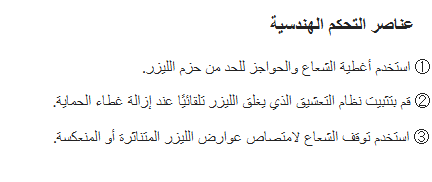 عناصر التحكم الهندسية
① استخدم أغطية الشعاع والحواجز للحد من حزم الليزر.
② قم بتثبيت نظام التعشيق الذي يغلق الليزر تلقائيًا عند إزالة غطاء الحماية.
③ استخدم توقف الشعاع لامتصاص عوارض الليزر المتناثرة أو المنعكسة.